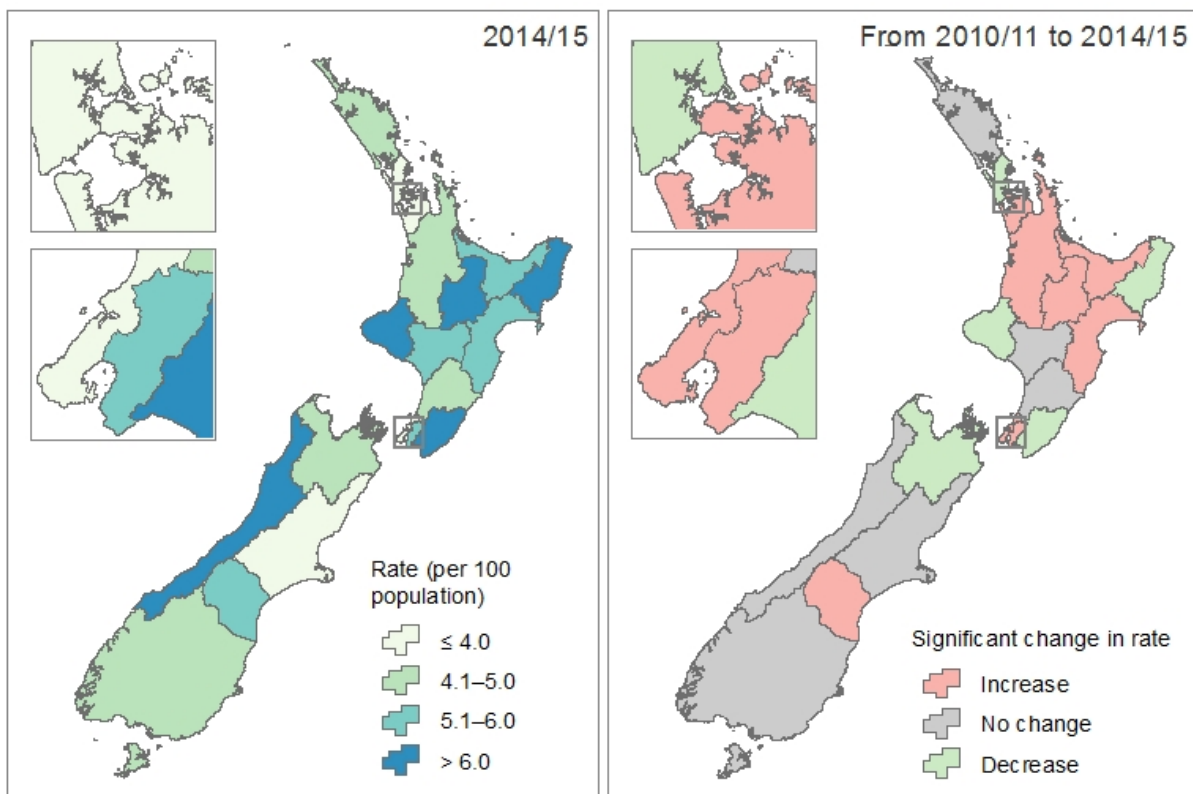 2014/15
Rate (per 100
population)
≤ 4.0
4.1–5.0
5.1–6.0
> 6.0
From 2010/11 to 2014/15
Significant change in rate
Increase
No change
Decrease